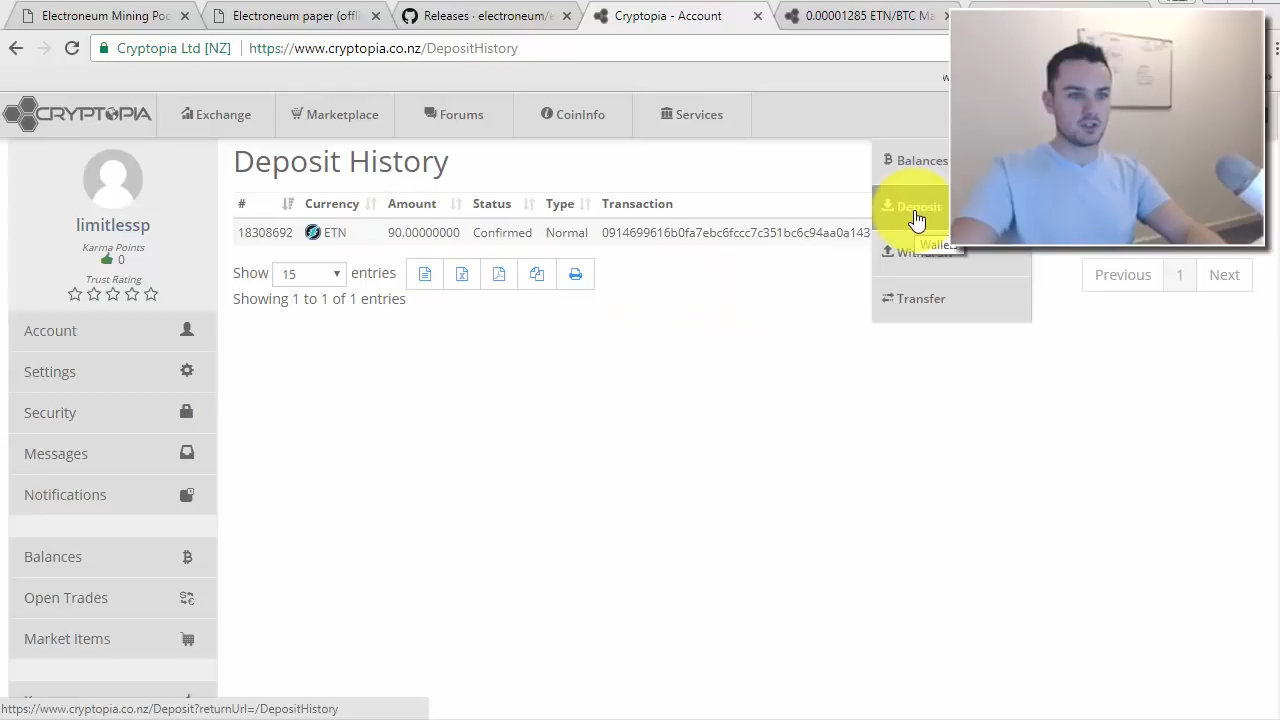 Electroneum Mining Po
Electroneum paper (offl
Releases · electroneum/e
Cryptopia - Account
0.00001285 ETN/BTC Ma
Cryptopia Ltd [NZ]
https://www.cryptopia.co.nz/DepositHistory
CRYPTOPIA
Exchange
Marketplace
Forums
CoinInfo
Services
limitlessp
Karma Points
0
Trust Rating
Account
Settings
Security
Messages
Notifications
Balances
Open Trades
Market Items
Deposit History
# Currency Amount Status Type Transaction
18308692 ETN 90.00000000 Confirmed Normal 0914699616b0fa7ebc6fccc7c351bc6c94aa0a143
Show 15 entries
Showing 1 to 1 of 1 entries
Previous 1 Next
Balances
Deposit
Wallet
Withdraw
Transfer
https://www.cryptopia.co.nz/Deposit?returnUrl=/DepositHistory